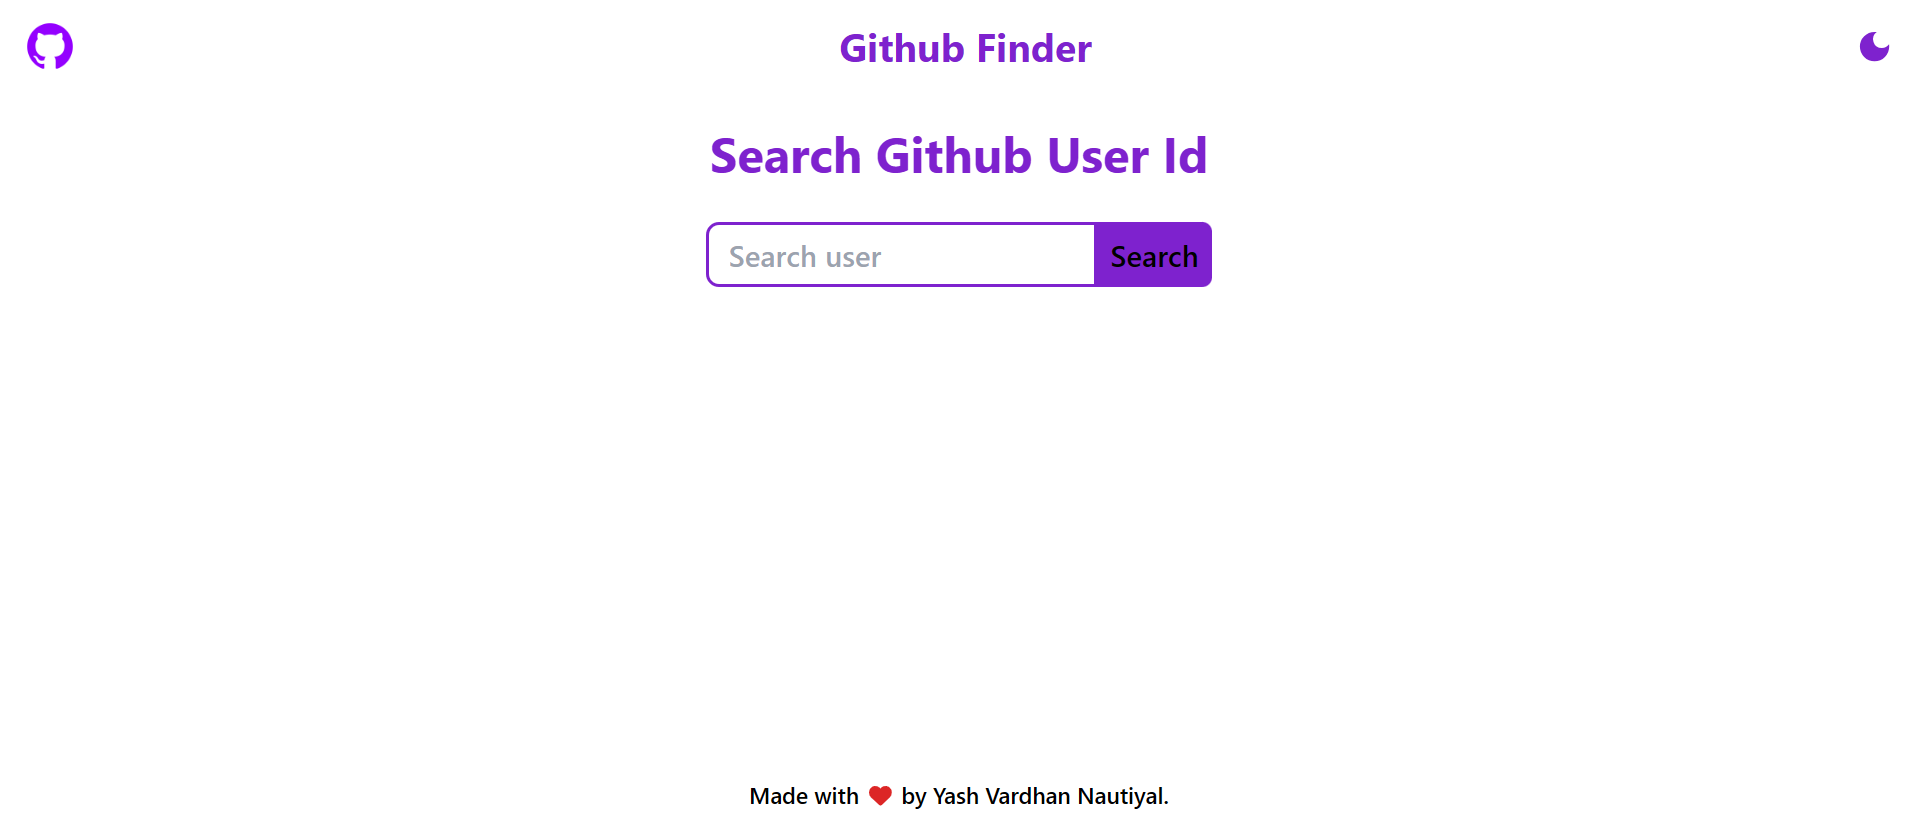 Github Finder
Search Github User Id
Search user Search
Made with ❤ by Yash Vardhan Nautiyal.